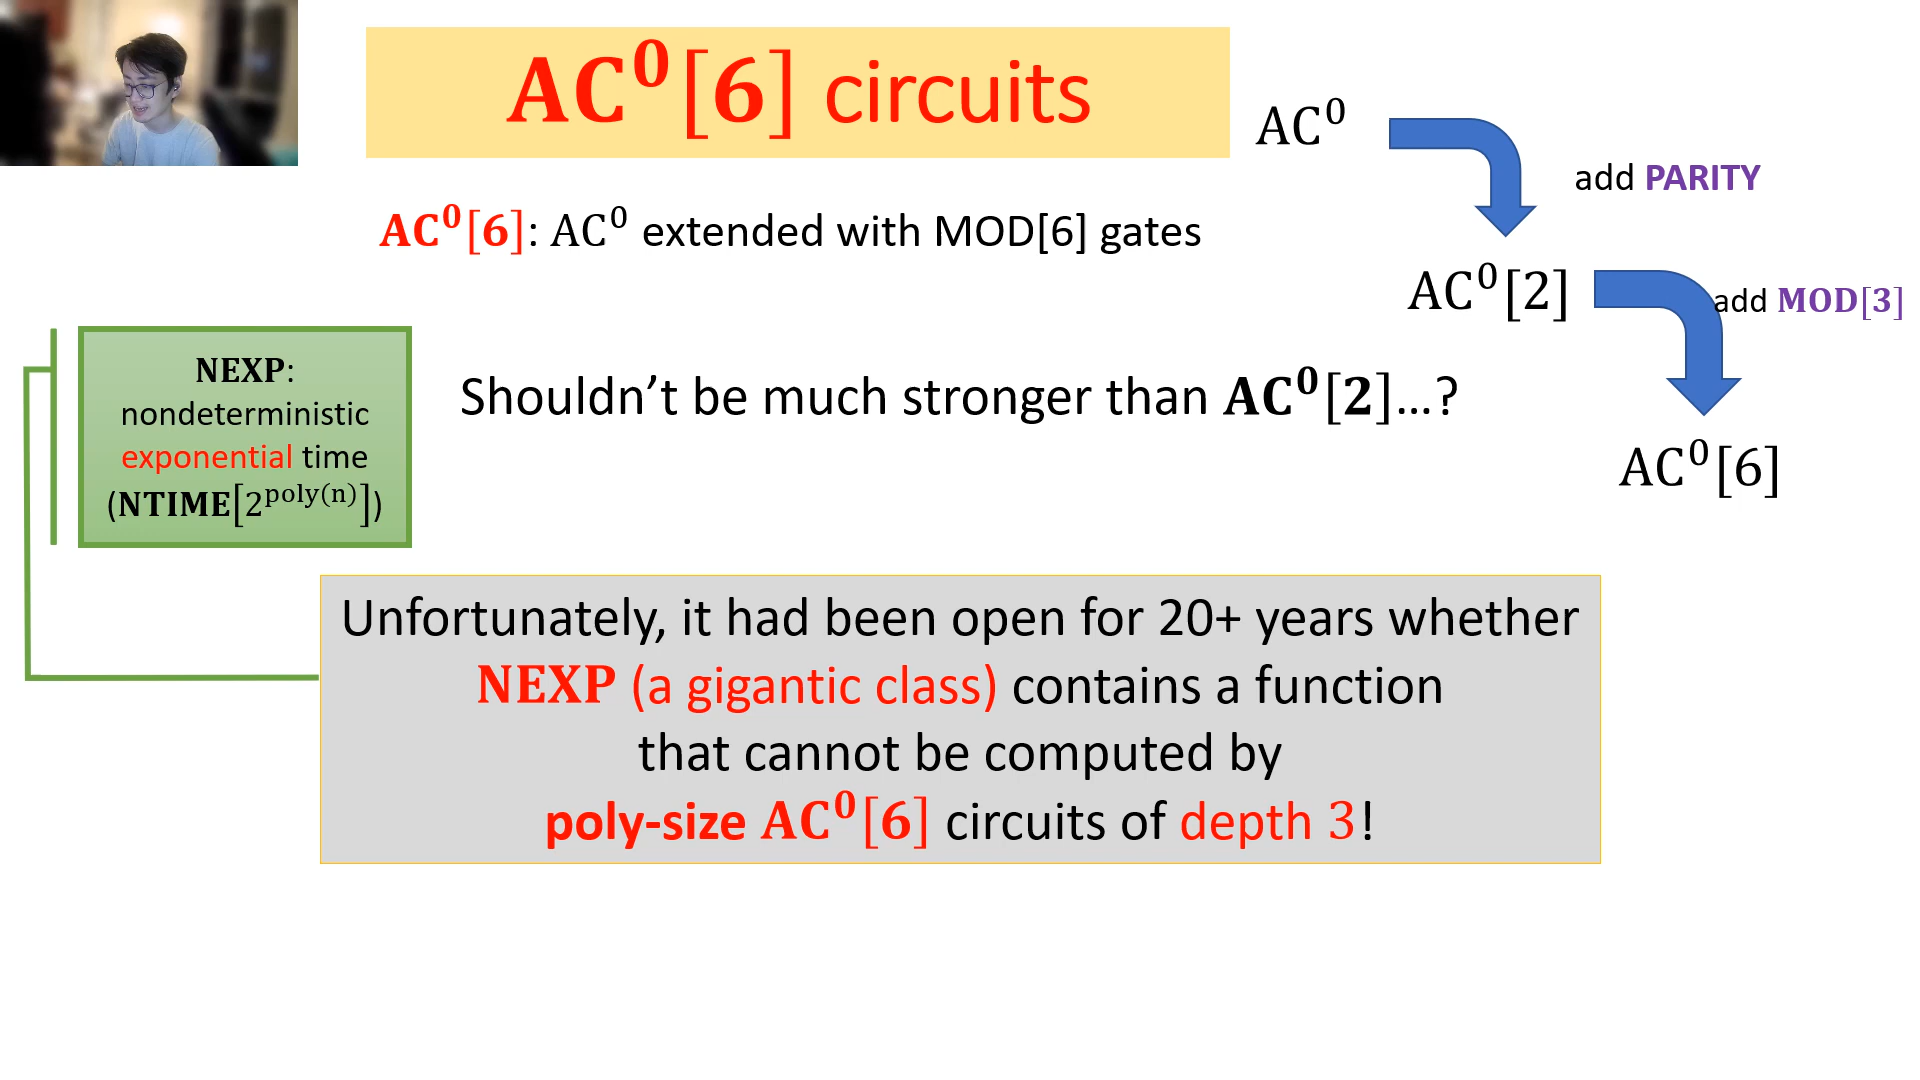 AC⁰[6] circuits
AC⁰
add PARITY
AC⁰[6]: AC⁰ extended with MOD[6] gates
AC⁰[2]
add MOD[3]
NEXP:
nondeterministic
exponential time
(NTIME[2^poly(n)])
Shouldn’t be much stronger than AC⁰[2]...?
AC⁰[6]
Unfortunately, it had been open for 20+ years whether
NEXP (a gigantic class) contains a function
that cannot be computed by
poly-size AC⁰[6] circuits of depth 3!